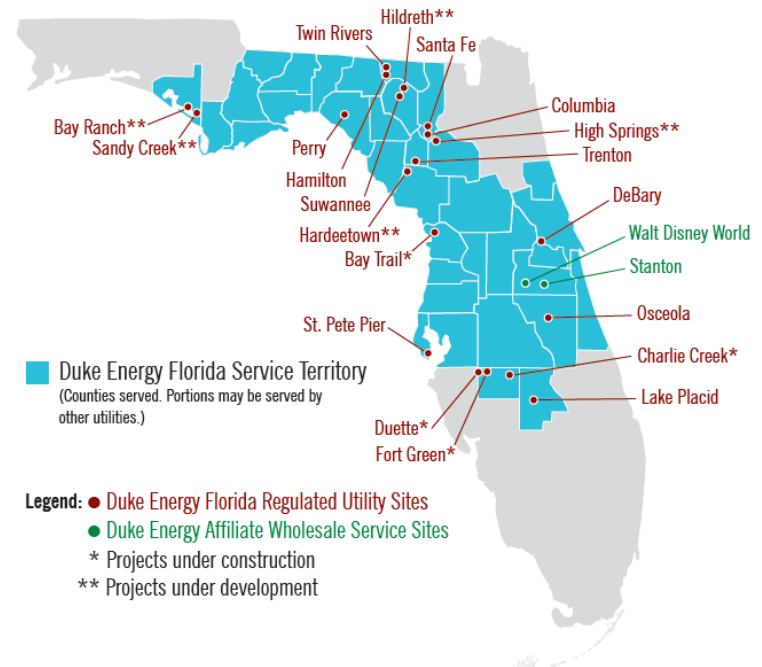 Hildreth**
Twin Rivers
Santa Fe
Columbia
Bay Ranch**
High Springs**
Sandy Creek**
Perry
Trenton
Hamilton
Suwannee
DeBary
Hardeetown**
Walt Disney World
Bay Trail*
Stanton
Osceola
St. Pete Pier
Charlie Creek*
Duke Energy Florida Service Territory
(Counties served. Portions may be served by
other utilities.)
Lake Placid
Duette*
Fort Green*
Legend: Duke Energy Florida Regulated Utility Sites
Duke Energy Affiliate Wholesale Service Sites
* Projects under construction
** Projects under development